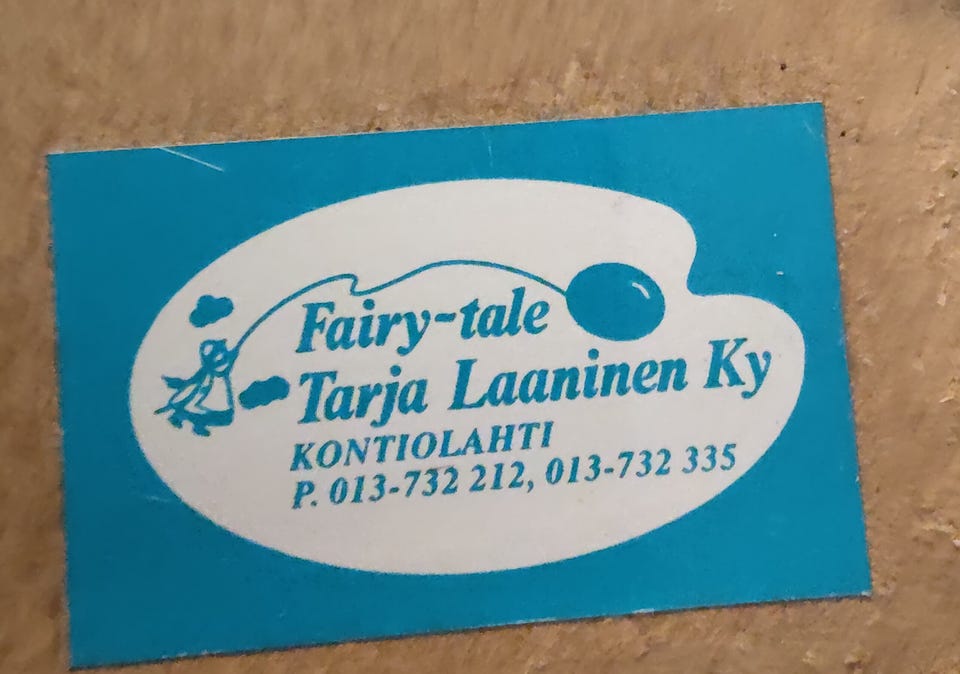 Fairy-tale
Tarja Laaninen Ky
KONTIOLAHTI
P. 013-732 212, 013-732 335